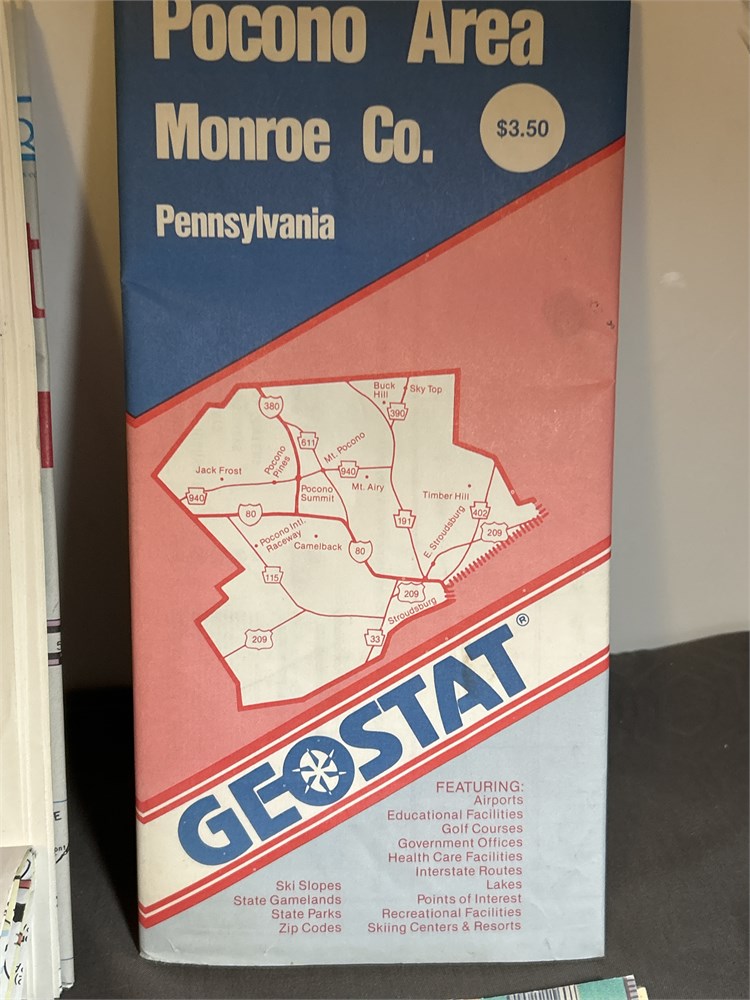 Pocono Area
Monroe Co.
$3.50
Pennsylvania
Buck
Hill
Sky Top
380
390
611
Mt. Pocono
Pocono
Pines
Jack Frost
940
940
Mt. Airy
Pocono
Summit
Timber Hill
402
80
191
E. Stroudsburg
209
Pocono Intl.
Raceway
Camelback
80
115
209
Stroudsburg
209
33
GEOSTAT®
FEATURING:
Airports
Educational Facilities
Golf Courses
Government Offices
Health Care Facilities
Interstate Routes
Lakes
Points of Interest
Recreational Facilities
Skiing Centers & Resorts
Ski Slopes
State Gamelands
State Parks
Zip Codes